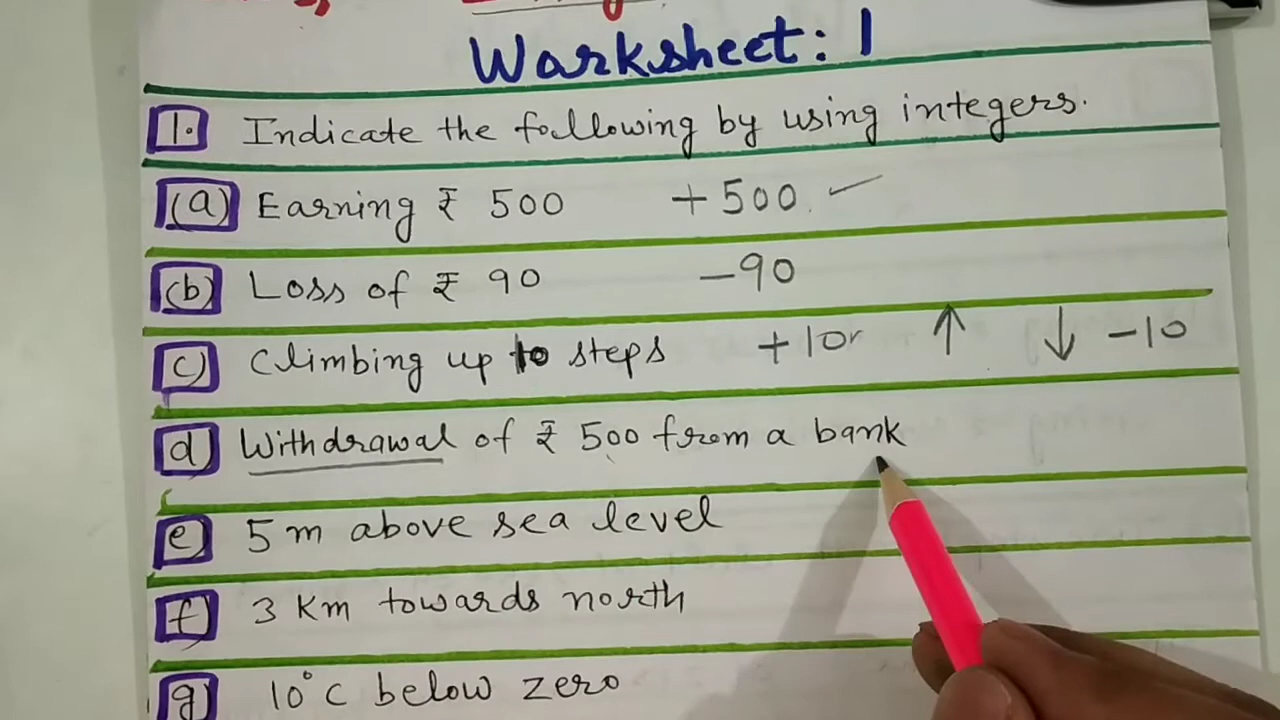 Warksheet: 1
1. Indicate the following by using integers.
(a) Earning ₹ 500 +500
(b) Loss of ₹ 90 -90
c) Climbing up 10 steps +10 ↑ ↓ -10
d) Withdrawal of ₹ 500 from a bank
e) 5 m above sea level
f) 3 Km towards north
g) 10°C below zero